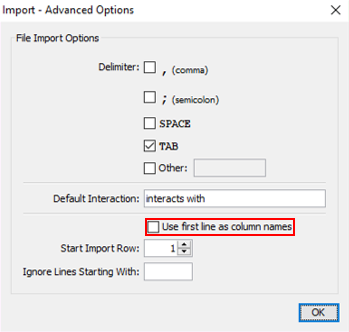 Import - Advanced Options
File Import Options
Delimiter:
, (comma)
; (semicolon)
SPACE
TAB
Other:
Default Interaction: interacts with
Use first line as column names
Start Import Row: 1
Ignore Lines Starting With:
OK